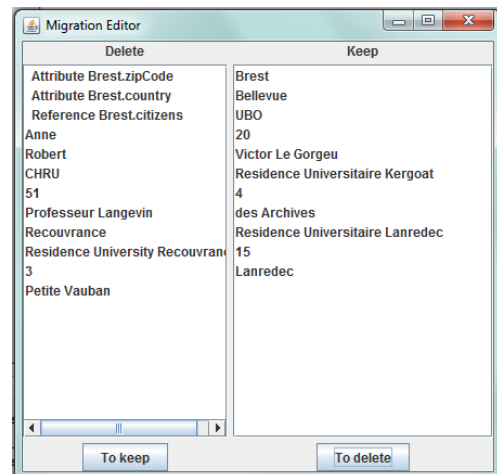 Migration Editor
Delete
Keep
Attribute Brest.zipCode
Attribute Brest.country
Reference Brest.citizens
Anne
Robert
CHRU
51
Professeur Langevin
Recouvrance
Residence University Recouvran
3
Petite Vauban
Brest
Bellevue
UBO
20
Victor Le Gorgeu
Residence Universitaire Kergoat
4
des Archives
Residence Universitaire Lanredec
15
Lanredec
To keep
To delete